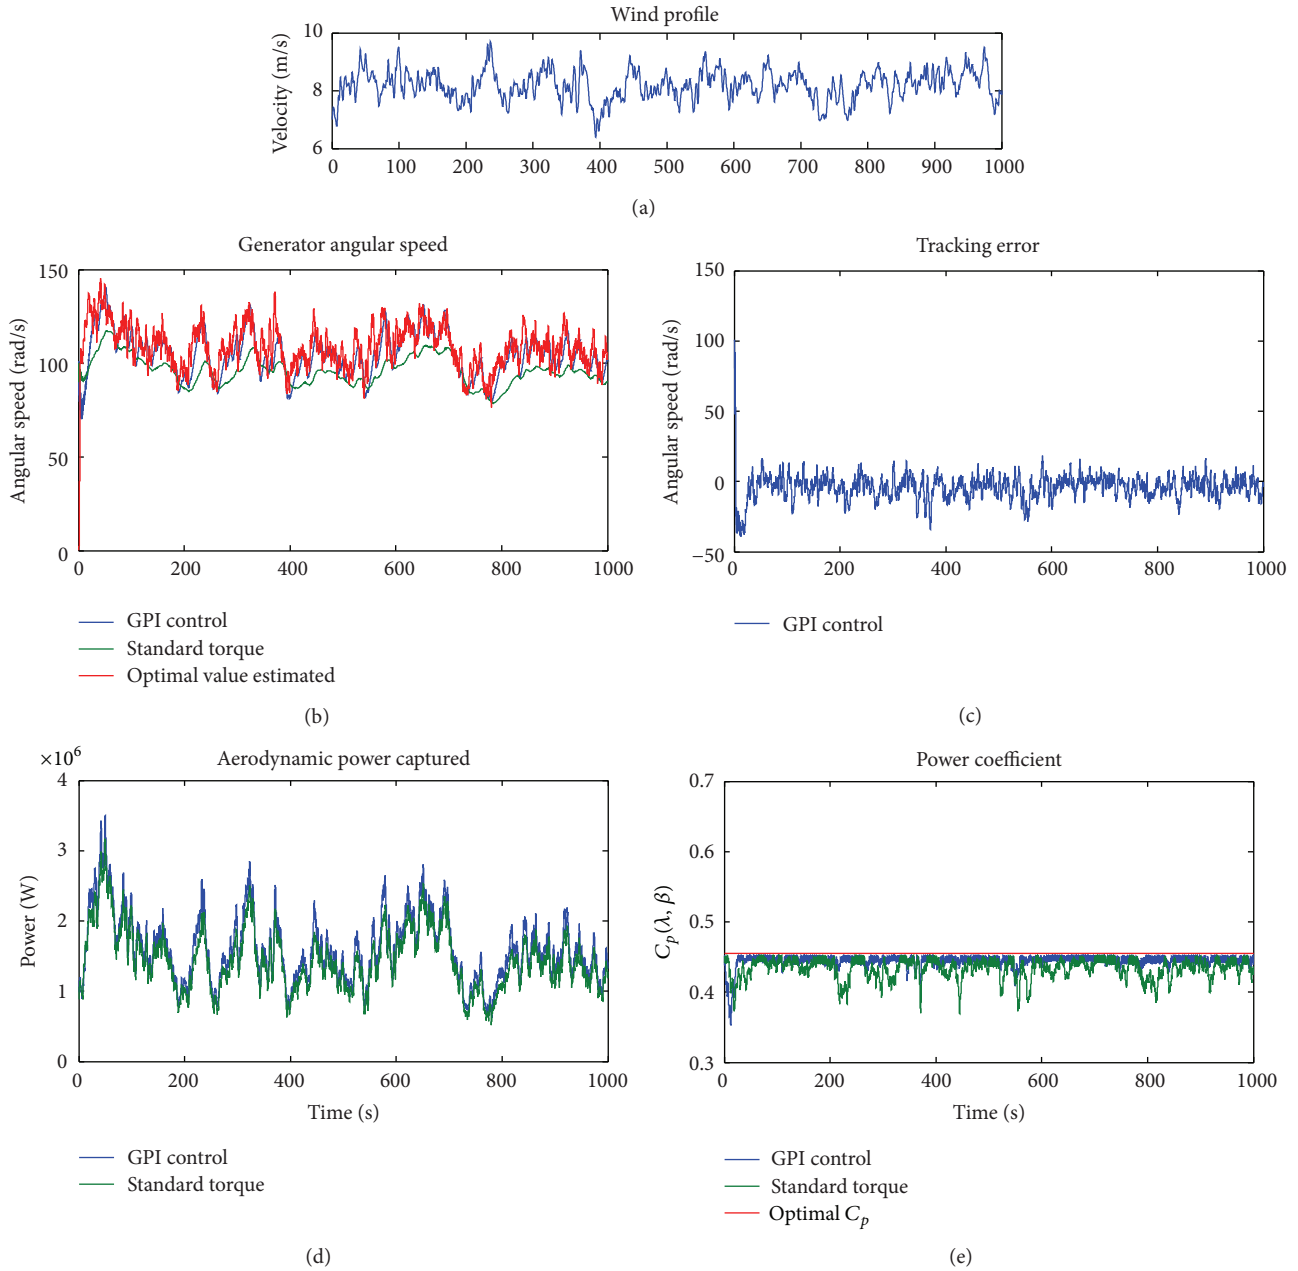 Wind profile
Velocity (m/s)
10
8
6
0 100 200 300 400 500 600 700 800 900 1000
(a)
Generator angular speed
Angular speed (rad/s)
150
100
50
0
0 200 400 600 800 1000
GPI control
Standard torque
Optimal value estimated
(b)
Tracking error
Angular speed (rad/s)
150
100
50
0
−50
0 200 400 600 800 1000
GPI control
(c)
Aerodynamic power captured
×10⁶
Power (W)
4
3
2
1
0
0 200 400 600 800 1000
Time (s)
GPI control
Standard torque
(d)
Power coefficient
Cₚ(λ, β)
0.7
0.6
0.5
0.4
0.3
0 200 400 600 800 1000
Time (s)
GPI control
Standard torque
Optimal Cₚ
(e)